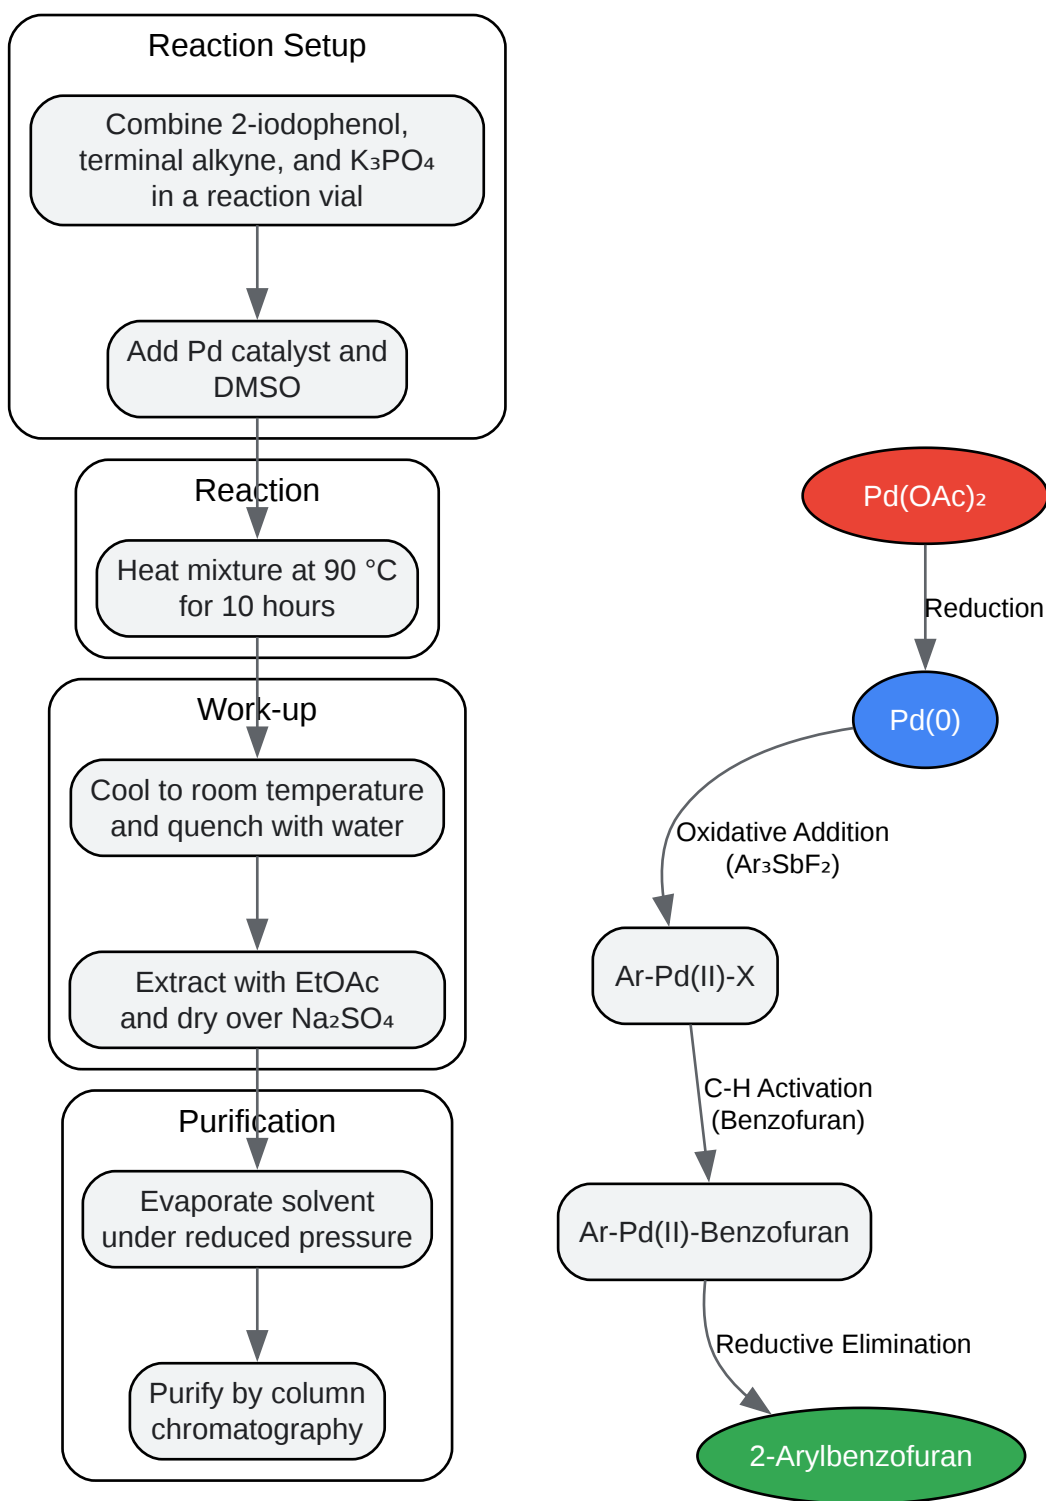 Reaction Setup
Combine 2-iodophenol,
terminal alkyne, and K₃PO₄
in a reaction vial
Add Pd catalyst and
DMSO
Reaction
Heat mixture at 90 °C
for 10 hours
Work-up
Cool to room temperature
and quench with water
Extract with EtOAc
and dry over Na₂SO₄
Purification
Evaporate solvent
under reduced pressure
Purify by column
chromatography
Pd(OAc)₂
Reduction
Pd(0)
Oxidative Addition
(Ar₃SbF₂)
Ar-Pd(II)-X
C-H Activation
(Benzofuran)
Ar-Pd(II)-Benzofuran
Reductive Elimination
2-Arylbenzofuran